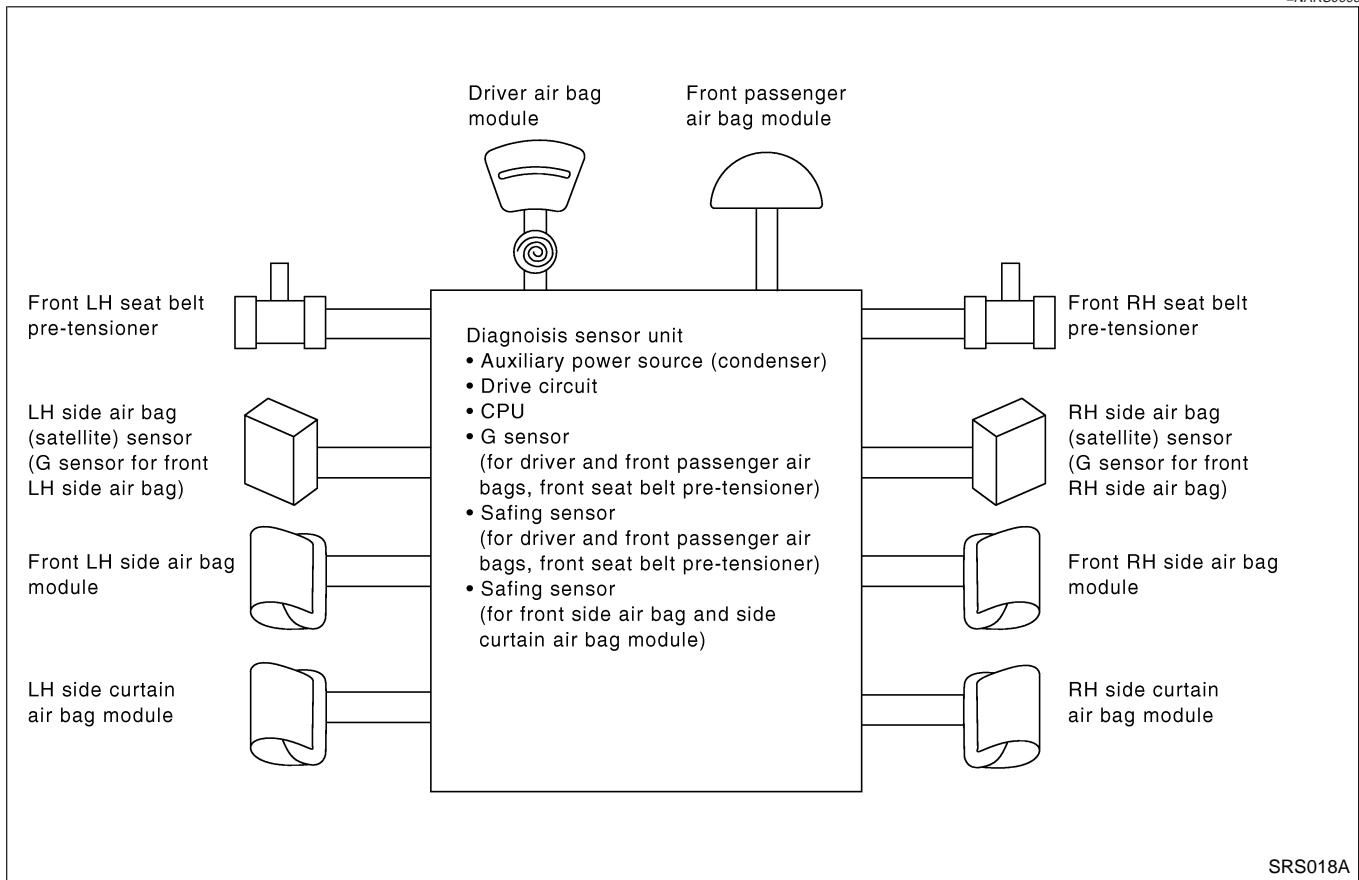 Driver air bag
module
Front passenger
air bag module
Front LH seat belt
pre-tensioner
LH side air bag
(satellite) sensor
(G sensor for front
LH side air bag)
Front LH side air bag
module
LH side curtain
air bag module
Diagnoisis sensor unit
• Auxiliary power source (condenser)
• Drive circuit
• CPU
• G sensor
(for driver and front passenger air
bags, front seat belt pre-tensioner)
• Safing sensor
(for driver and front passenger air
bags, front seat belt pre-tensioner)
• Safing sensor
(for front side air bag and side
curtain air bag module)
Front RH seat belt
pre-tensioner
RH side air bag
(satellite) sensor
(G sensor for front
RH side air bag)
Front RH side air bag
module
RH side curtain
air bag module
SRS018A